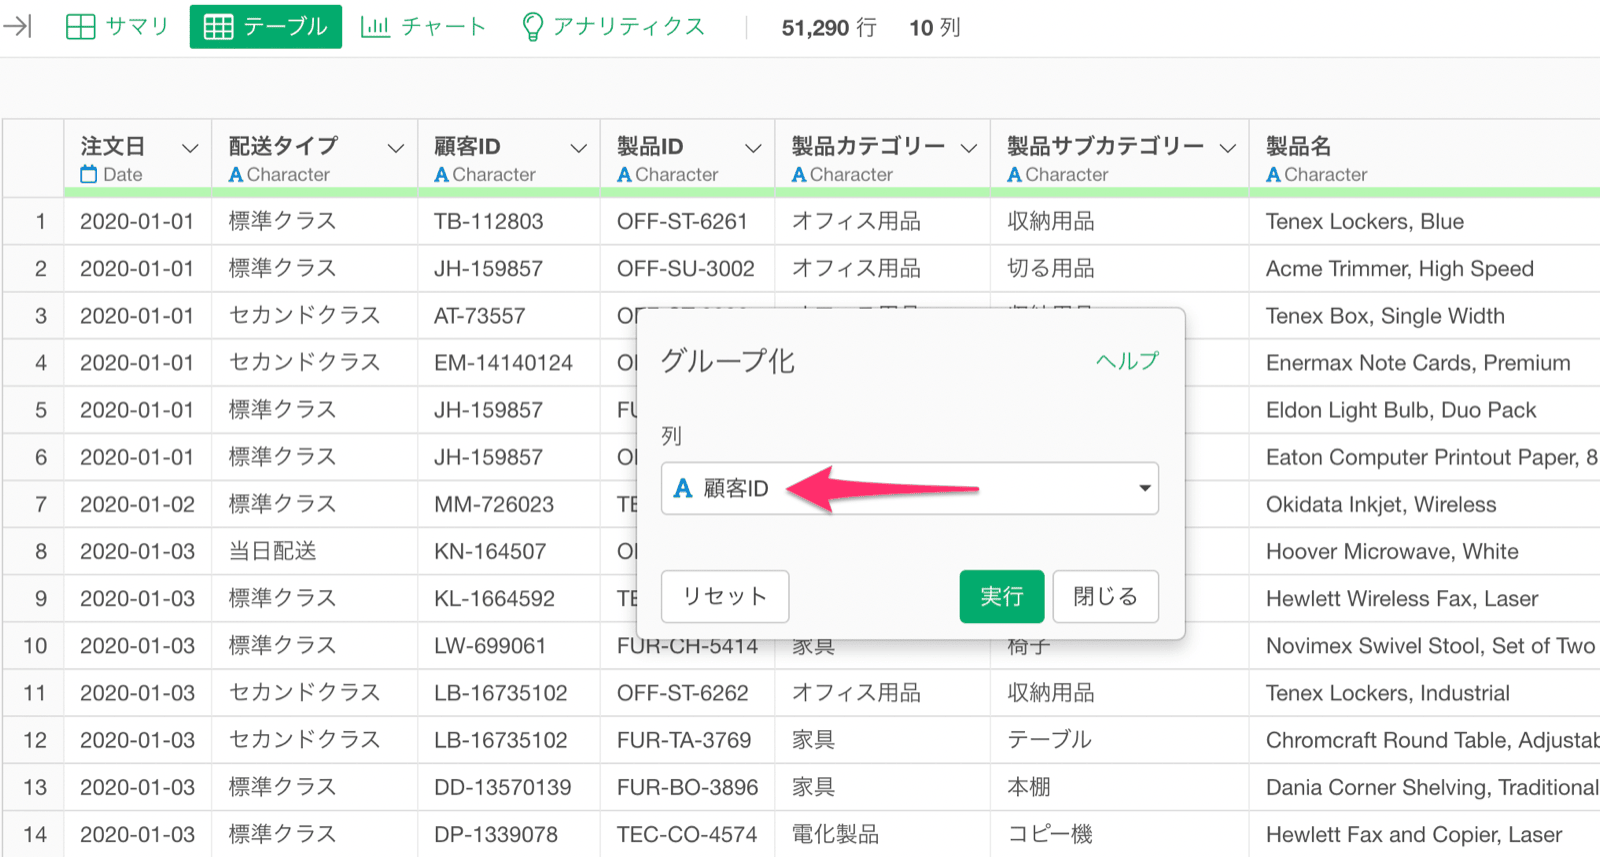 サマリ テーブル チャート アナリティクス 51,290 行 10 列
注文日 配送タイプ 顧客ID 製品ID 製品カテゴリー 製品サブカテゴリー 製品名
Date Character Character Character Character Character Character
1 2020-01-01 標準クラス TB-112803 OFF-ST-6261 オフィス用品 収納用品 Tenex Lockers, Blue
2 2020-01-01 標準クラス JH-159857 OFF-SU-3002 オフィス用品 切る用品 Acme Trimmer, High Speed
3 2020-01-01 セカンドクラス AT-73557 Tenex Box, Single Width
4 2020-01-01 セカンドクラス EM-14140124 Enermax Note Cards, Premium
5 2020-01-01 標準クラス JH-159857 Eldon Light Bulb, Duo Pack
6 2020-01-01 標準クラス JH-159857 Eaton Computer Printout Paper, 8
7 2020-01-02 標準クラス MM-726023 Okidata Inkjet, Wireless
8 2020-01-03 当日配送 KN-164507 Hoover Microwave, White
9 2020-01-03 標準クラス KL-1664592 Hewlett Wireless Fax, Laser
グループ化 ヘルプ
列
顧客ID
リセット 実行 閉じる
10 2020-01-03 標準クラス LW-699061 FUR-CH-5414 家具 椅子 Novimex Swivel Stool, Set of Two
11 2020-01-03 セカンドクラス LB-16735102 OFF-ST-6262 オフィス用品 収納用品 Tenex Lockers, Industrial
12 2020-01-03 セカンドクラス LB-16735102 FUR-TA-3769 家具 テーブル Chromcraft Round Table, Adjustab
13 2020-01-03 標準クラス DD-13570139 FUR-BO-3896 家具 本棚 Dania Corner Shelving, Traditional
14 2020-01-03 標準クラス DP-1339078 TEC-CO-4574 電化製品 コピー機 Hewlett Fax and Copier, Laser